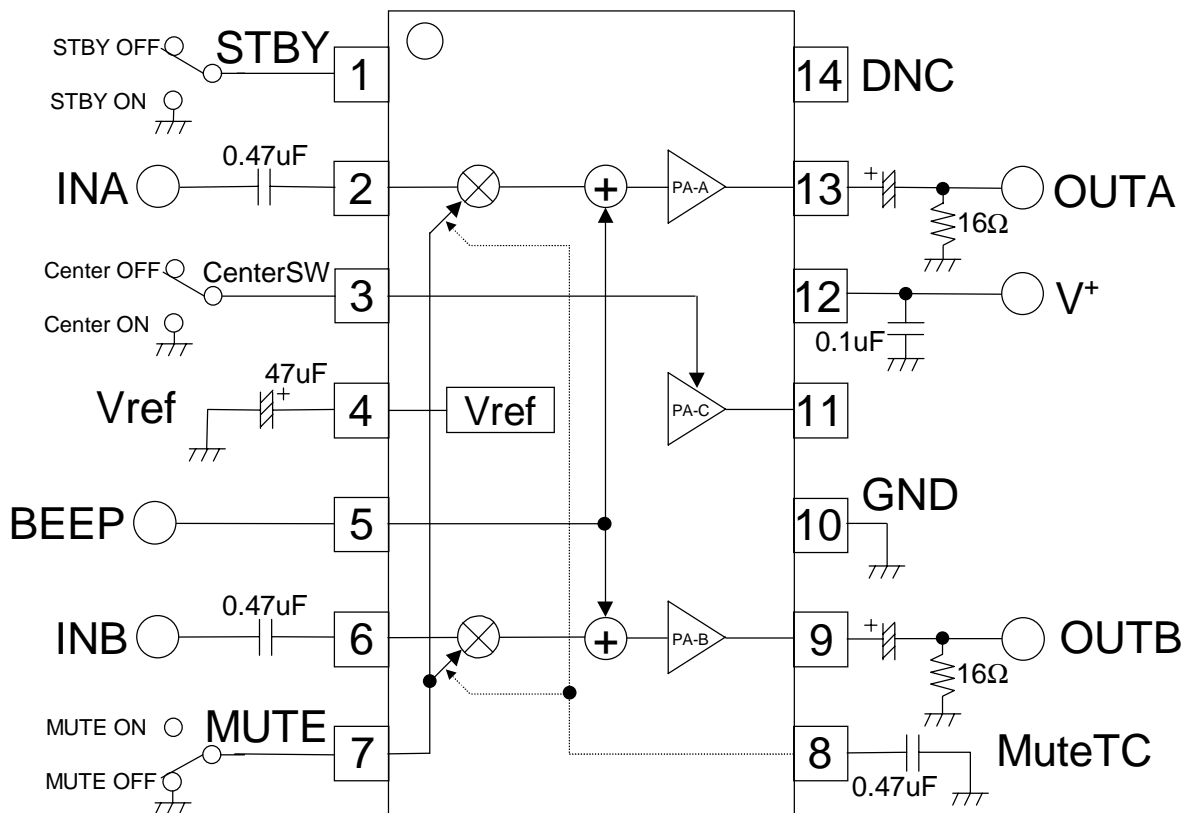 STBY OFF
STBY
1
14
DNC
STBY ON
0.47uF
INA
2
PA-A
13
+
OUTA
+
16Ω
Center OFF
CenterSW
3
12
V+
Center ON
0.1uF
47uF
+
Vref
4
Vref
PA-C
11
GND
BEEP
5
10
0.47uF
INB
6
+
PA-B
9
+
OUTB
16Ω
MUTE ON
MUTE
7
8
MuteTC
MUTE OFF
0.47uF